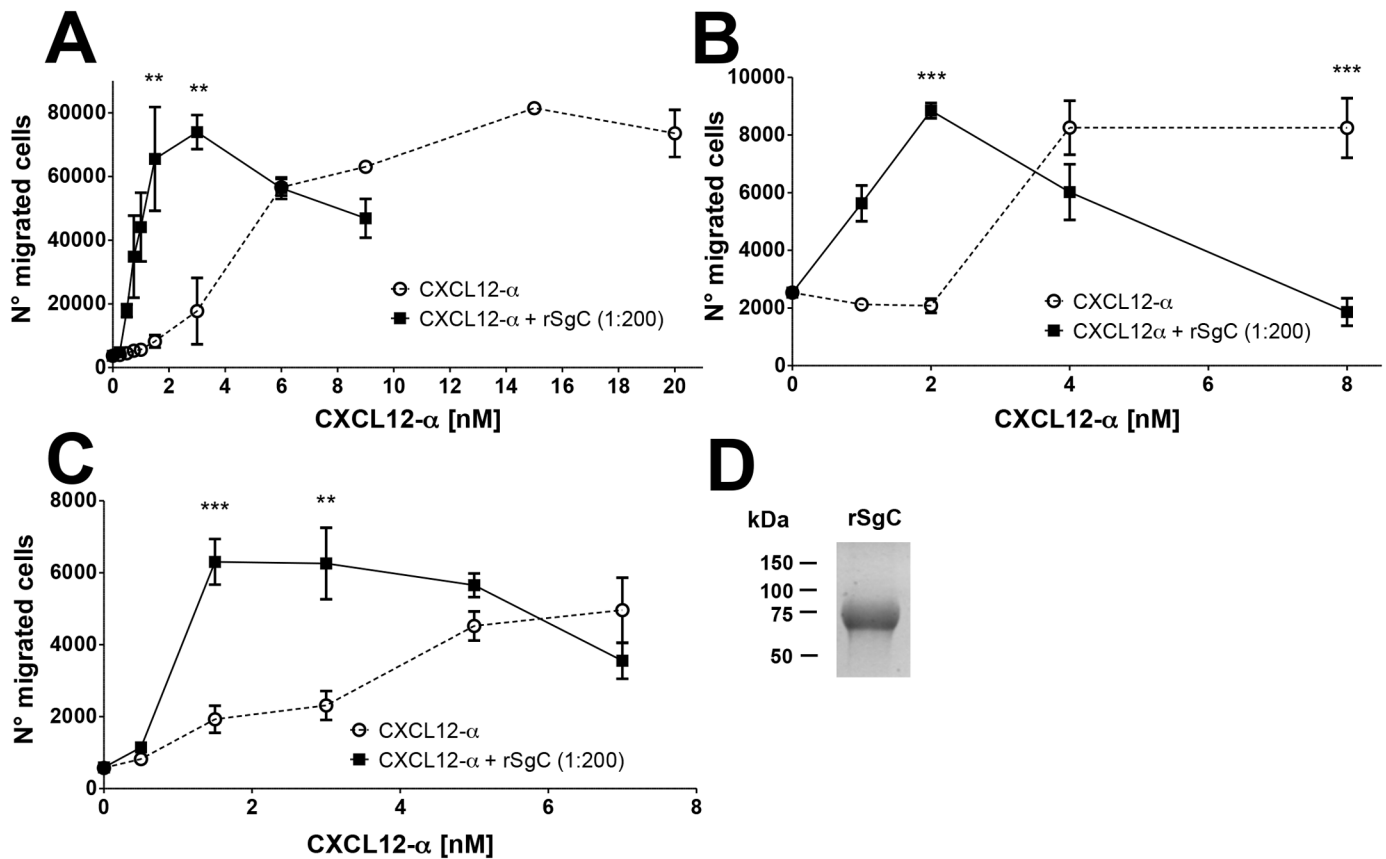 A
**
**
80000
60000
40000
20000
0
N° migrated cells
CXCL12-α
CXCL12-α + rSgC (1:200)
0 2 4 6 8 10 12 14 16 18 20
CXCL12-α [nM]
B
***
***
10000
8000
6000
4000
2000
0
N° migrated cells
CXCL12-α
CXCL12α + rSgC (1:200)
0 2 4 6 8
CXCL12-α [nM]
C
***
**
8000
6000
4000
2000
0
N° migrated cells
CXCL12-α
CXCL12-α + rSgC (1:200)
0 2 4 6 8
CXCL12-α [nM]
D
kDa rSgC
150
100
75
50